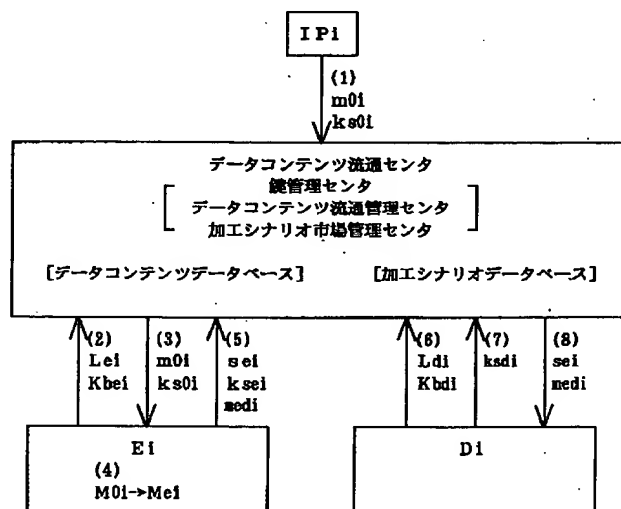 IPi
(1)
m0i
ks0i
データコンテンツ流通センタ
鍵管理センタ
データコンテンツ流通管理センタ
加工シナリオ市場管理センタ
[データコンテンツデータベース] [加工シナリオデータベース]
(2) (3) (5) (6) (7) (8)
Lei m0i sei Ldi ksdi sei
Kbei ks0i ksei Kbdi medi
medi
Ei Di
(4)
M0i→Mei